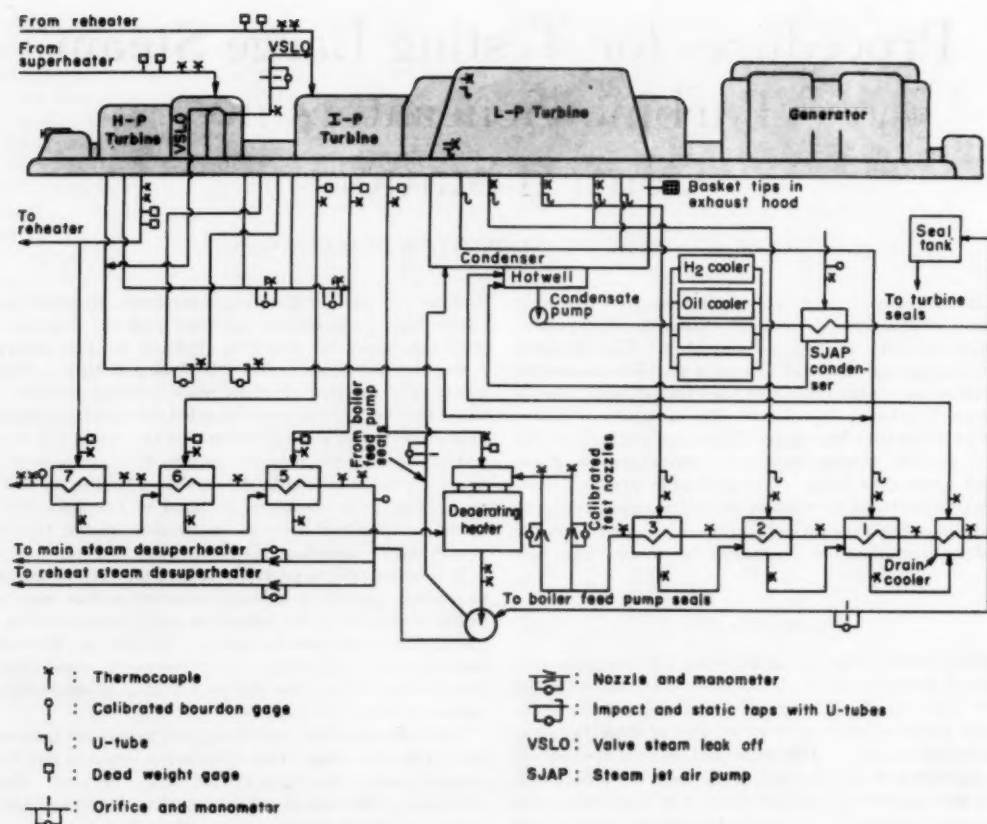 From reheater
From superheater
VSLO
H-P Turbine
VSLO
I-P Turbine
L-P Turbine
Generator
Basket tips in exhaust hood
To reheater
Condenser
Hotwell
Condensate pump
H2 cooler
Oil cooler
Seal tank
To turbine seals
SJAP condenser
From boiler feed pump seals
Calibrated test nozzles
7
6
5
Deaerating heater
3
2
1
Drain cooler
To main steam desuperheater
To reheat steam desuperheater
To boiler feed pump seals
: Thermocouple
: Calibrated bourdon gage
: U-tube
: Dead weight gage
: Orifice and manometer
: Nozzle and manometer
: Impact and static taps with U-tubes
VSLO: Valve steam leak off
SJAP: Steam jet air pump